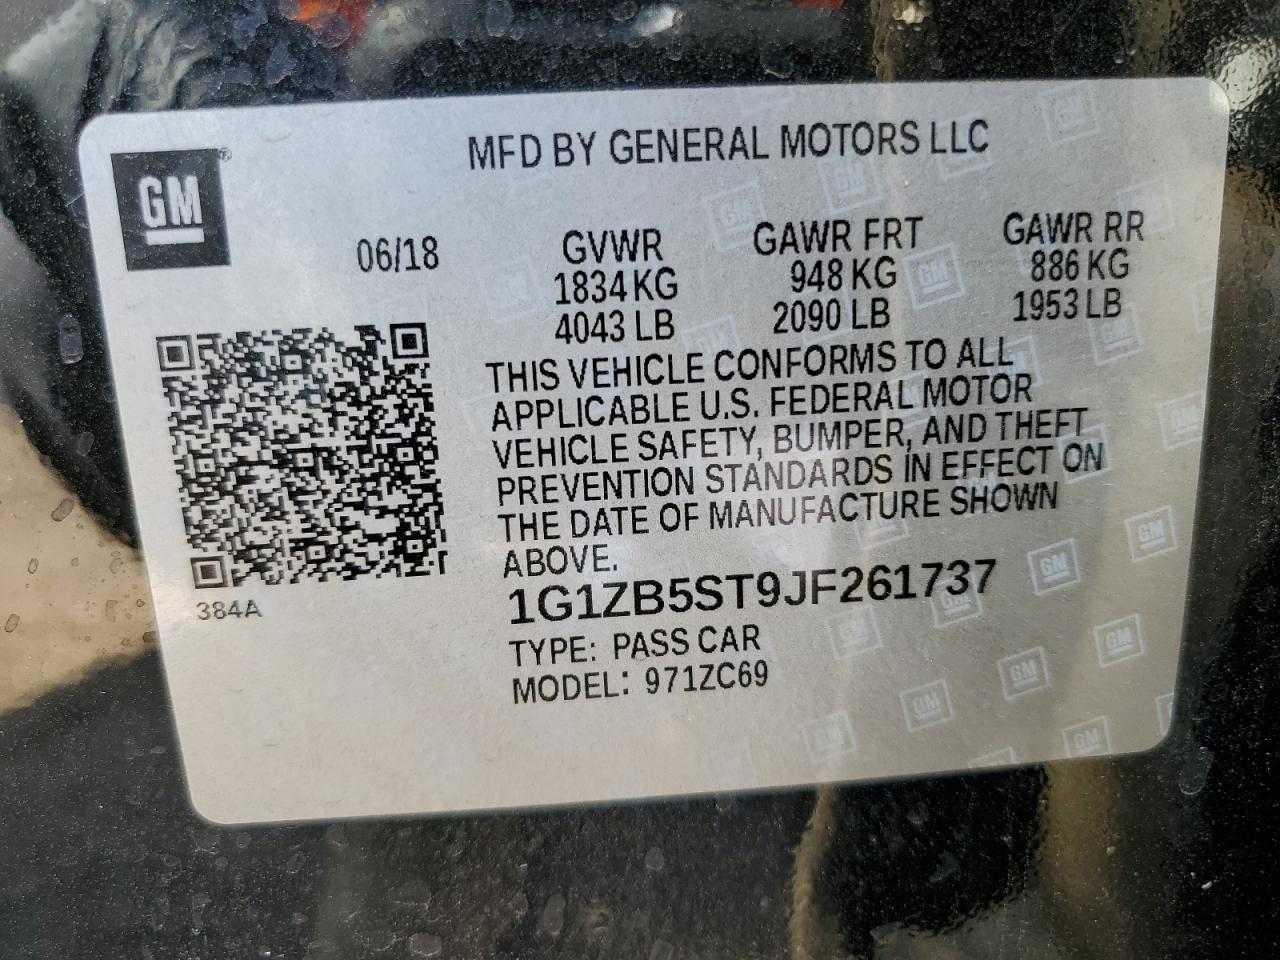 MFD BY GENERAL MOTORS LLC
GM
®
06/18
GVWR
1834 KG
4043 LB
GAWR FRT
948 KG
2090 LB
GAWR RR
886 KG
1953 LB
THIS VEHICLE CONFORMS TO ALL
APPLICABLE U.S. FEDERAL MOTOR
VEHICLE SAFETY, BUMPER, AND THEFT
PREVENTION STANDARDS IN EFFECT ON
THE DATE OF MANUFACTURE SHOWN
ABOVE.
384A
1G1ZB5ST9JF261737
TYPE: PASS CAR
MODEL: 971ZC69